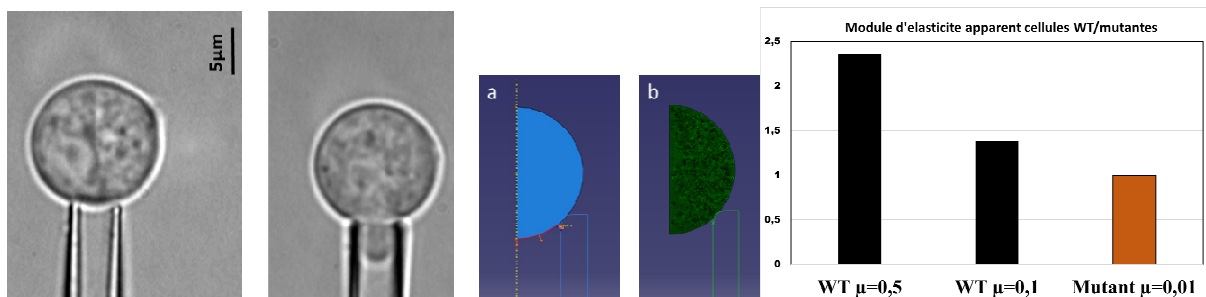 5µm
a
b
Module d'elasticite apparent cellules WT/mutantes
2,5
2
1,5
1
0,5
0
WT µ=0,5 WT µ=0,1 Mutant µ=0,01